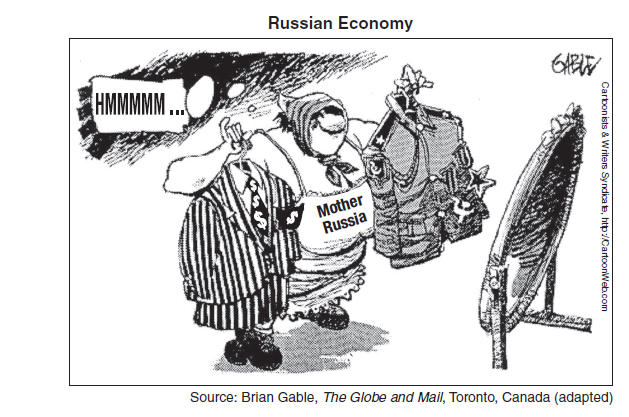 Russian Economy
HMMMMM ...
GABLE
$
$
$
$
Mother
Russia
Cartoonists & Writers Syndicate, http://CartoonWeb.com
Source: Brian Gable, The Globe and Mail, Toronto, Canada (adapted)